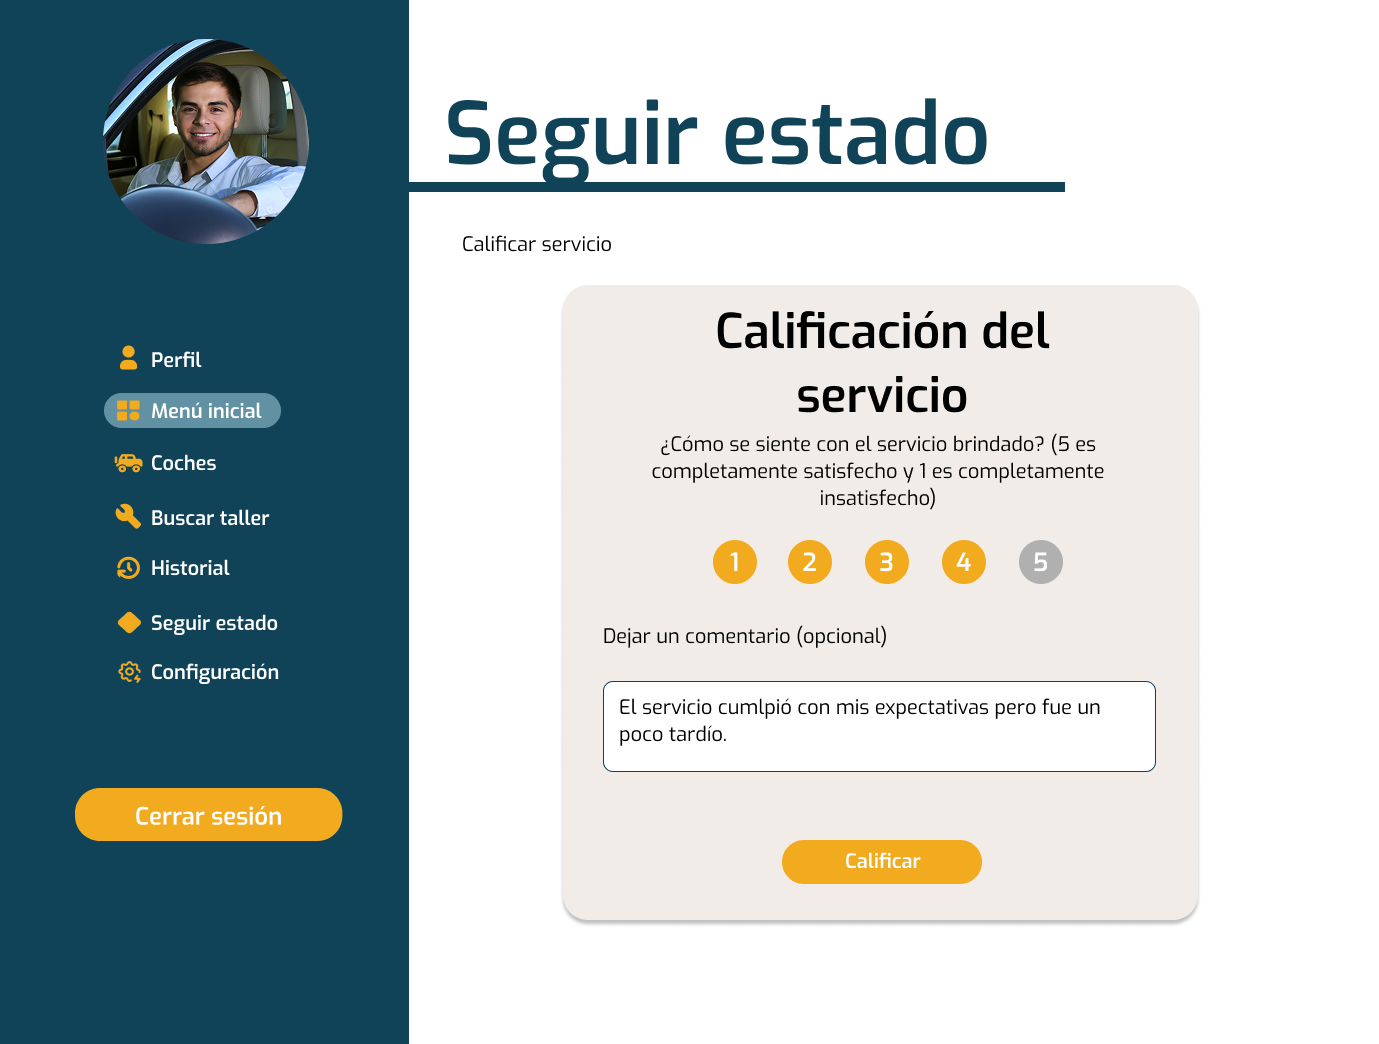 Seguir estado
Calificar servicio
Perfil
Menú inicial
Coches
Buscar taller
Historial
Seguir estado
Configuración
Cerrar sesión
Calificación del
servicio
¿Cómo se siente con el servicio brindado? (5 es
completamente satisfecho y 1 es completamente
insatisfecho)
1 2 3 4 5
Dejar un comentario (opcional)
El servicio cumlpió con mis expectativas pero fue un
poco tardío.
Calificar